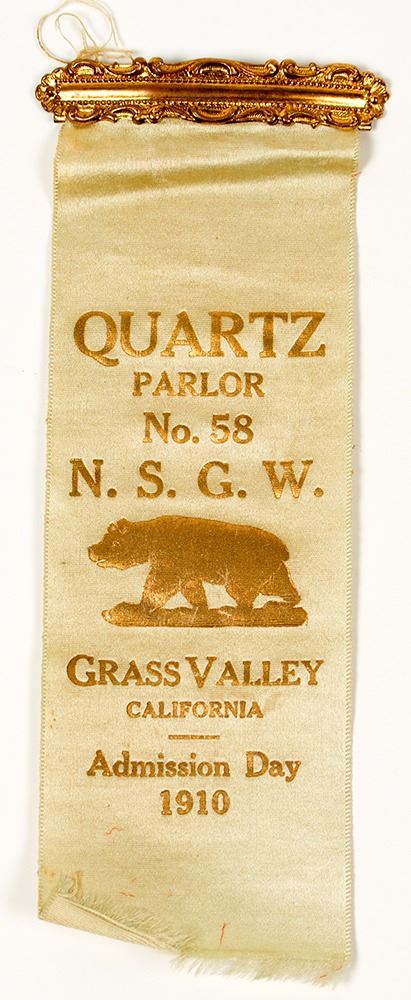 QUARTZ
PARLOR
No. 58
N. S. G. W.
GRASS VALLEY
CALIFORNIA
Admission Day
1910